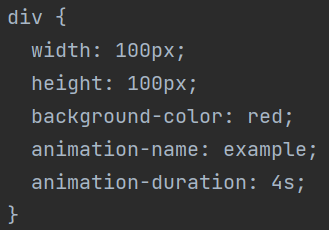 div {
  width: 100px;
  height: 100px;
  background-color: red;
  animation-name: example;
  animation-duration: 4s;
}